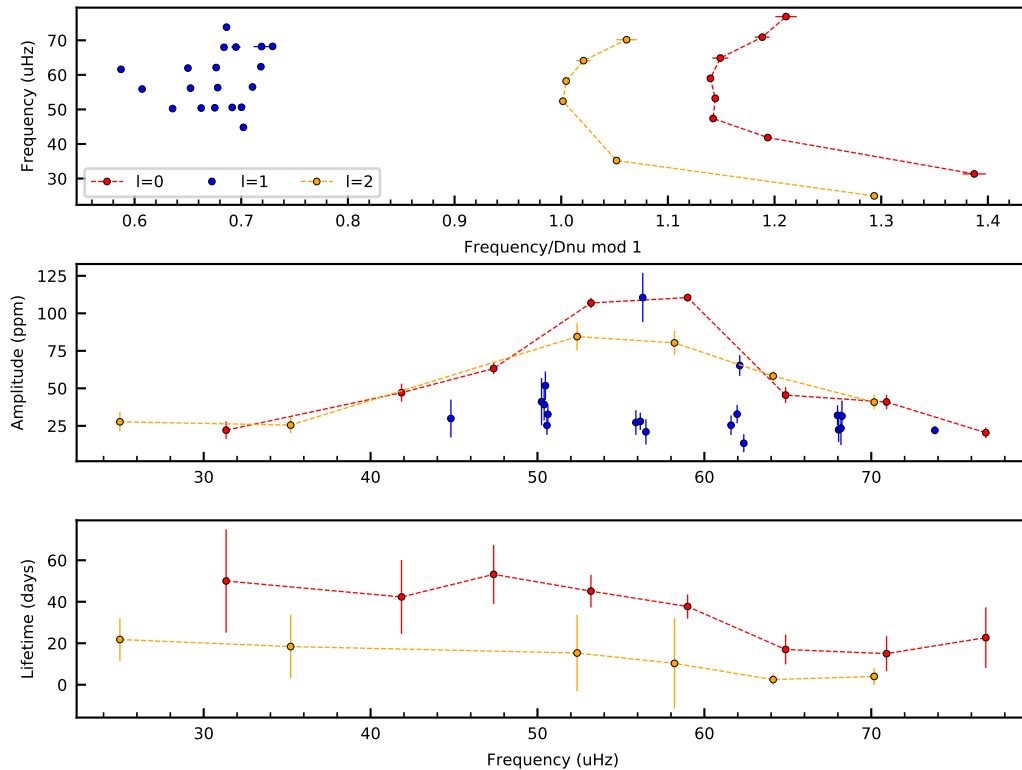 Frequency (uHz)
70
60
50
40
30
l=0 l=1 l=2
0.6 0.7 0.8 0.9 1.0 1.1 1.2 1.3 1.4
Frequency/Dnu mod 1
Amplitude (ppm)
125
100
75
50
25
30 40 50 60 70
Lifetime (days)
60
40
20
0
30 40 50 60 70
Frequency (uHz)